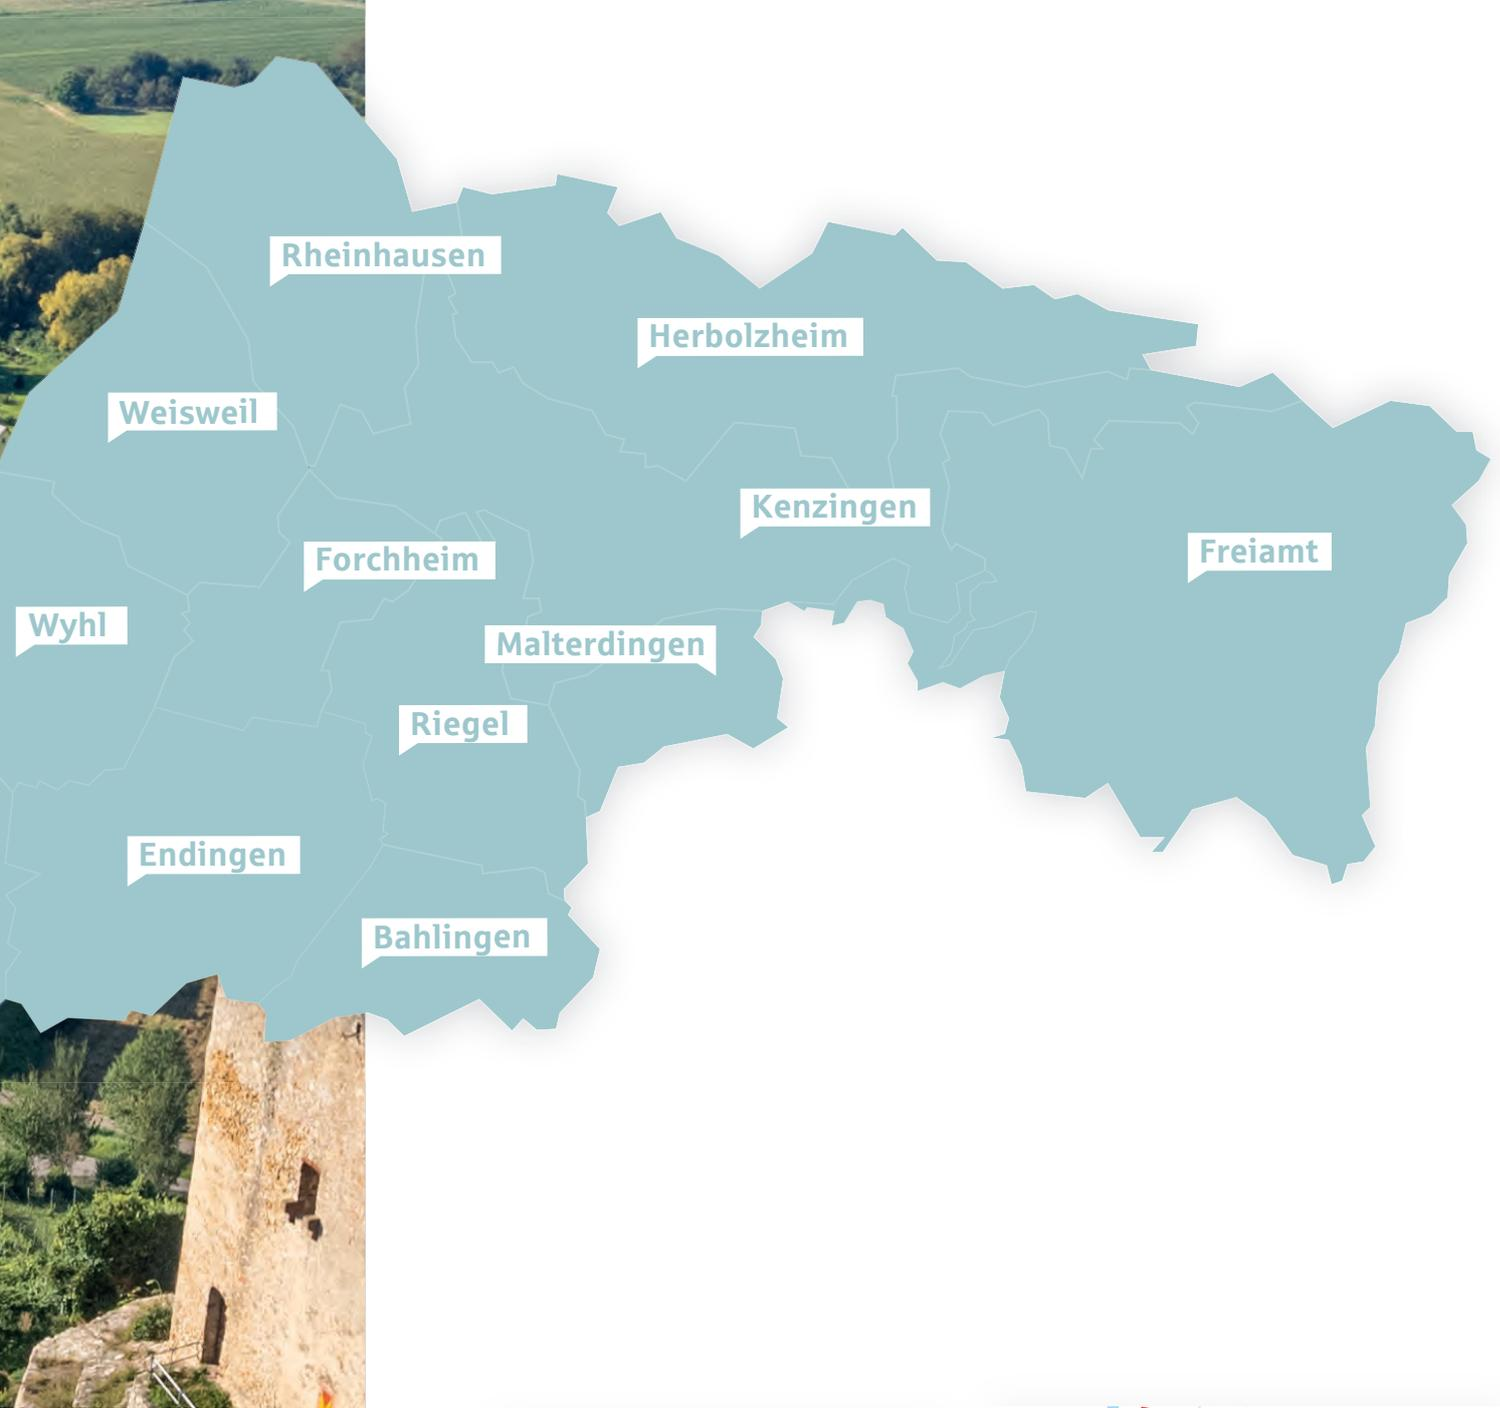 Rheinhausen
Herbolzheim
Weisweil
Kenzingen
Freiamt
Forchheim
Wyhl
Malterdingen
Riegel
Endingen
Bahlingen